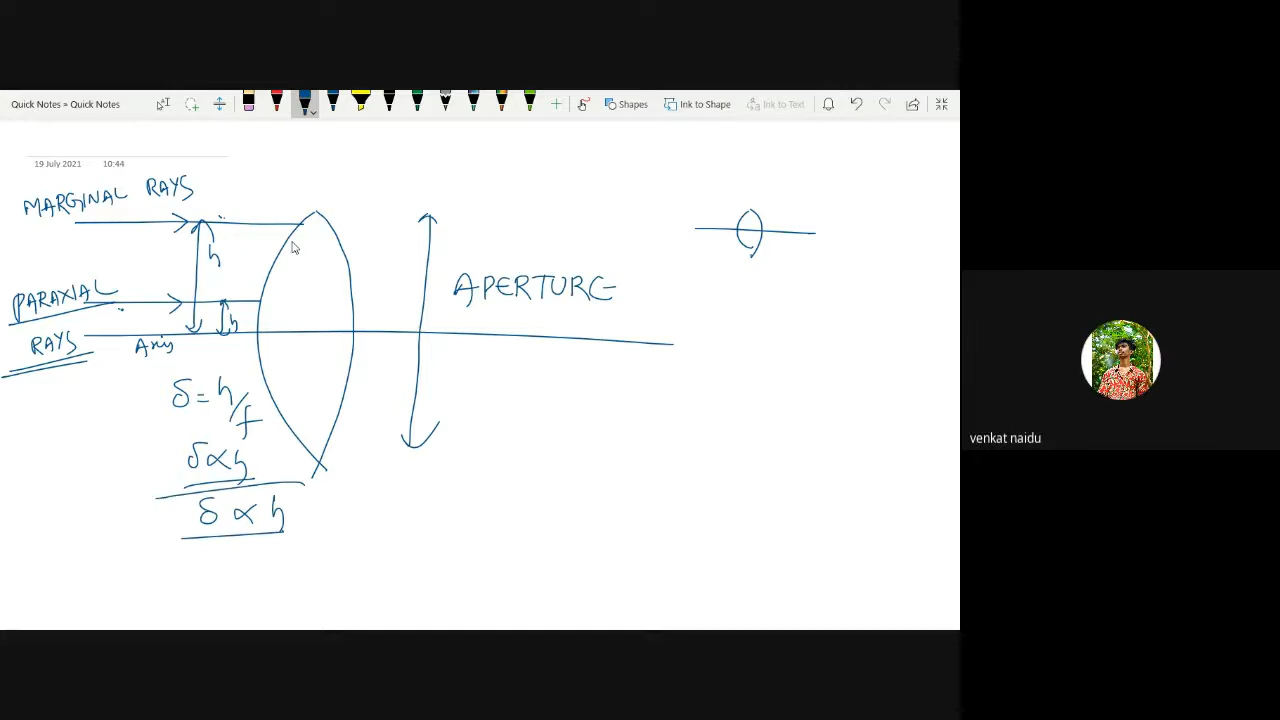 Quick Notes » Quick Notes
Shapes
Ink to Shape
Ink to Text
19 July 2021 10:44
MARGINAL RAYS
h
PARAXIAL
h
RAYS
Axis
APERTURE
δ = h/f
δ ∝ h
δ ∝ h
venkat naidu